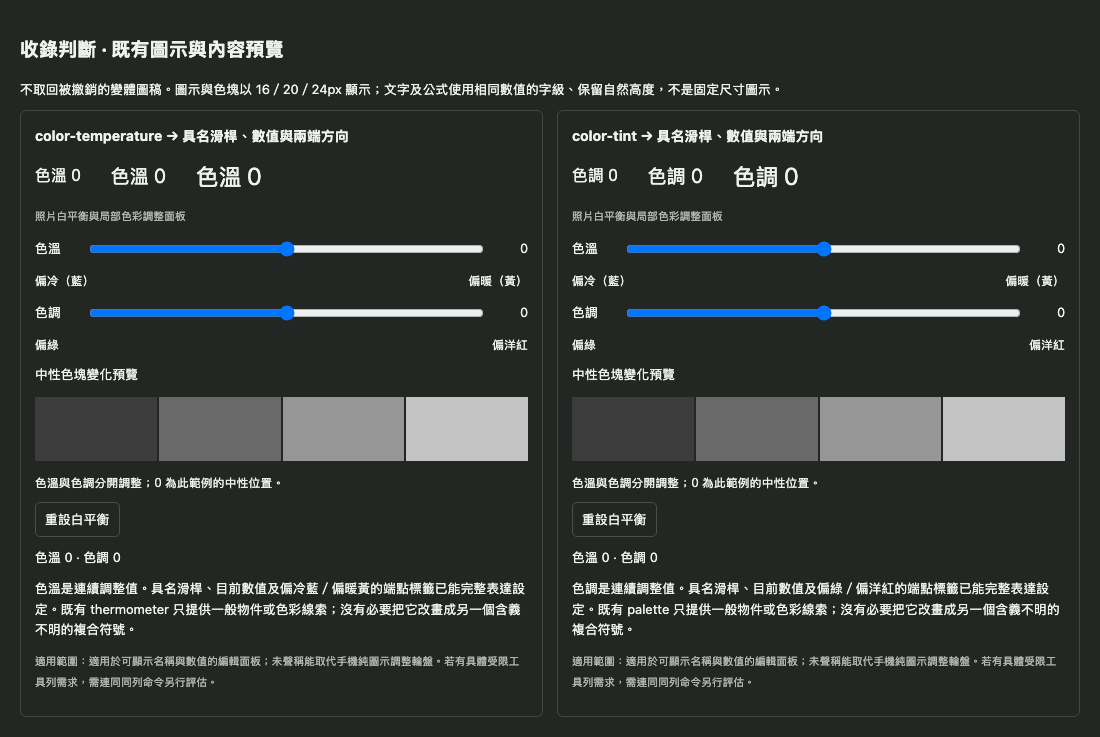 收錄判斷 · 既有圖示與內容預覽
不取回被撤銷的變體圖稿。圖示與色塊以 16 / 20 / 24px 顯示；文字及公式使用相同數值的字級、保留自然高度，不是固定尺寸圖示。
color-temperature → 具名滑桿、數值與兩端方向
色溫 0 色溫 0 色溫 0
照片白平衡與局部色彩調整面板
色溫 0
偏冷（藍） 偏暖（黃）
色調 0
偏綠 偏洋紅
中性色塊變化預覽
色溫與色調分開調整；0 為此範例的中性位置。
重設白平衡
色溫 0 · 色調 0
色溫是連續調整值。具名滑桿、目前數值及偏冷藍 / 偏暖黃的端點標籤已能完整表達設
定。既有 thermometer 只提供一般物件或色彩線索；沒有必要把它改畫成另一個含義
不明的複合符號。
適用範圍：適用於可顯示名稱與數值的編輯面板；未聲稱能取代手機純圖示調整輪盤。若有具體受限工
具列需求，需連同同列命令另行評估。
color-tint → 具名滑桿、數值與兩端方向
色調 0 色調 0 色調 0
照片白平衡與局部色彩調整面板
色溫 0
偏冷（藍） 偏暖（黃）
色調 0
偏綠 偏洋紅
中性色塊變化預覽
色溫與色調分開調整；0 為此範例的中性位置。
重設白平衡
色溫 0 · 色調 0
色調是連續調整值。具名滑桿、目前數值及偏綠 / 偏洋紅的端點標籤已能完整表達設
定。既有 palette 只提供一般物件或色彩線索；沒有必要把它改畫成另一個含義不明的
複合符號。
適用範圍：適用於可顯示名稱與數值的編輯面板；未聲稱能取代手機純圖示調整輪盤。若有具體受限工
具列需求，需連同同列命令另行評估。